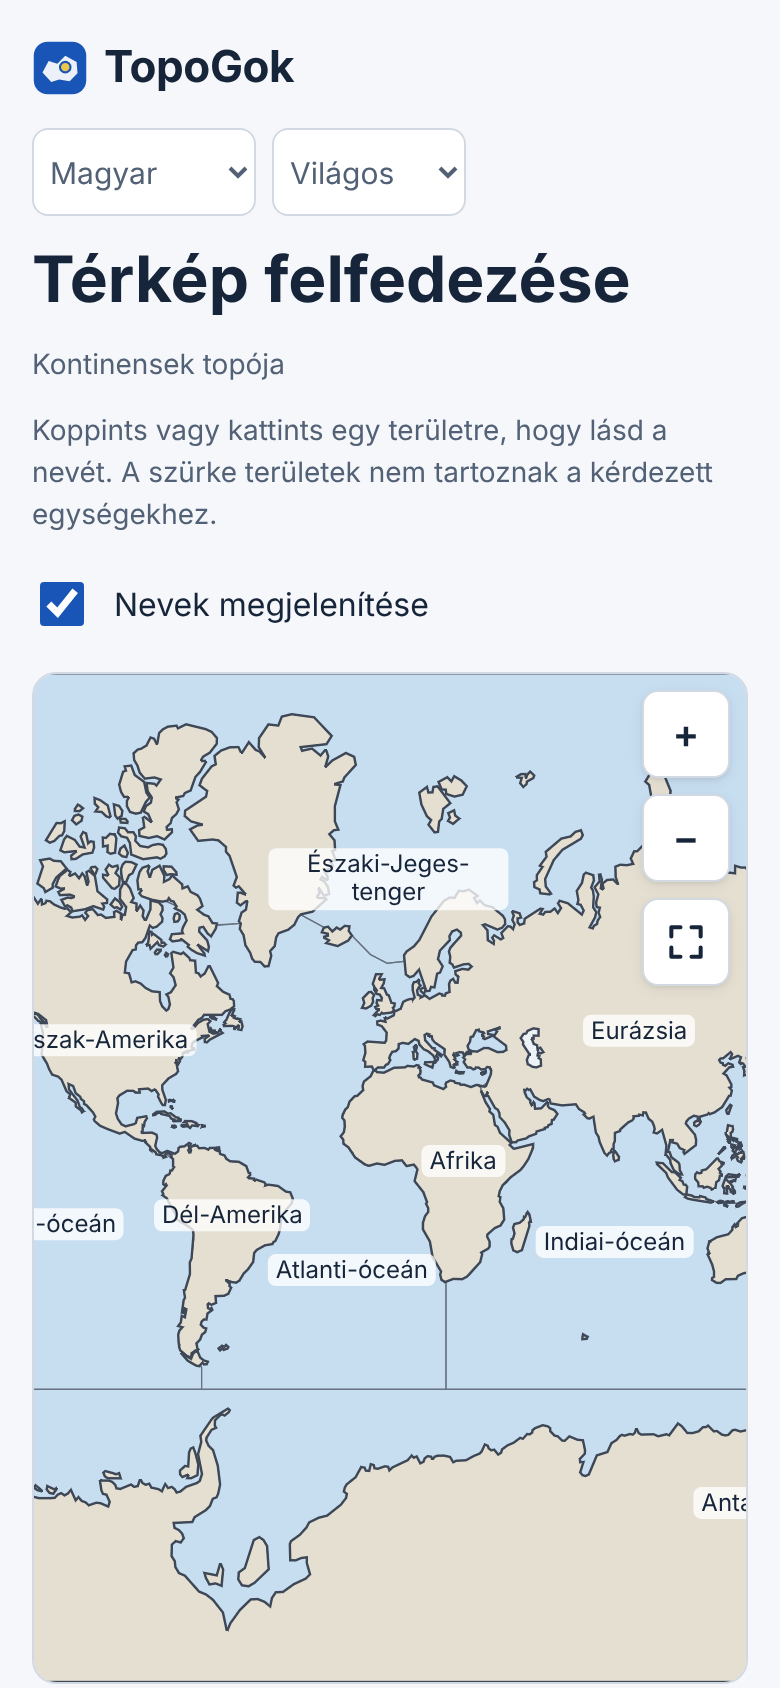 TopoGok
Magyar
Világos
Térkép felfedezése
Kontinensek topója
Koppints vagy kattints egy területre, hogy lásd a
nevét. A szürke területek nem tartoznak a kérdezett
egységekhez.
Nevek megjelenítése
+
−
Északi-Jeges-
tenger
Eurázsia
szak-Amerika
Afrika
Dél-Amerika
-óceán
Indiai-óceán
Atlanti-óceán
Anta